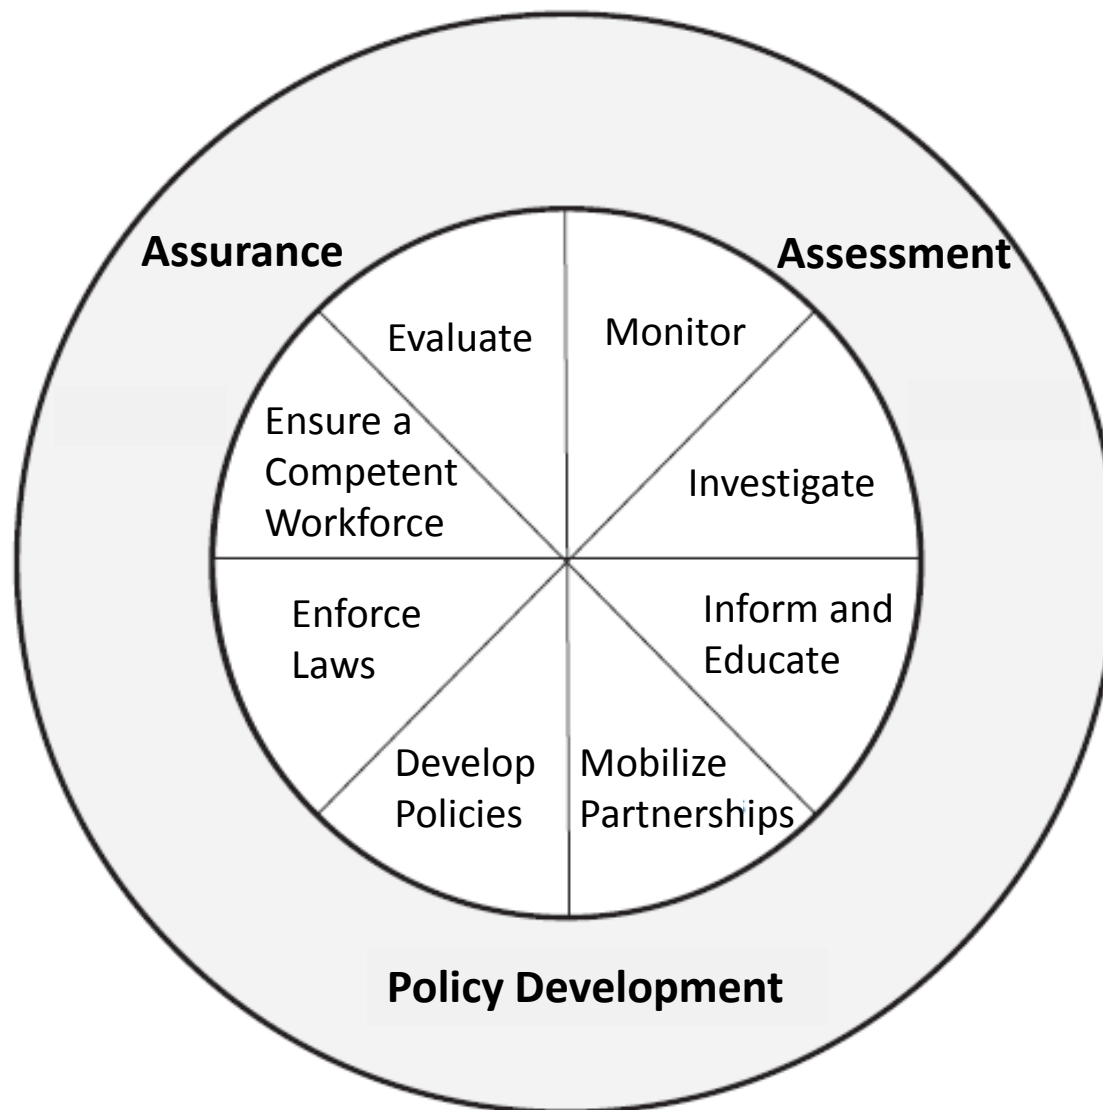 Assurance
Assessment
Evaluate
Monitor
Ensure a
Competent
Workforce
Investigate
Enforce
Laws
Inform and
Educate
Develop
Policies
Mobilize
Partnerships
Policy Development